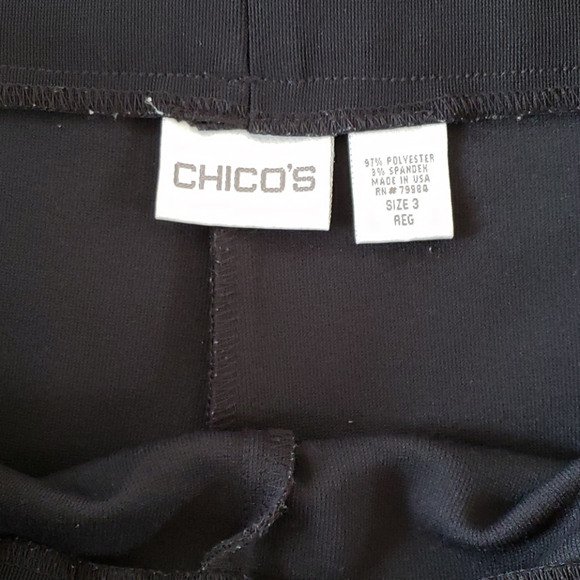 CHICO'S
97% POLYESTER
3% SPANDEX
MADE IN USA
RN# 79984
SIZE 3
REG